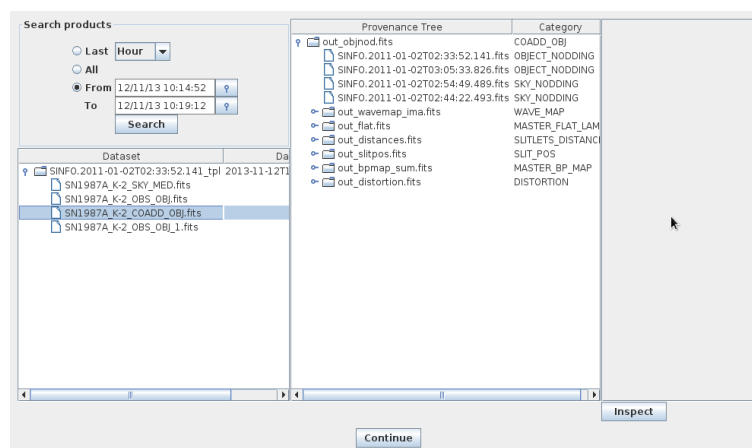 Search products
Last Hour
All
From 12/11/13 10:14:52
To 12/11/13 10:19:12
Search
Dataset Da
SINFO.2011-01-02T02:33:52.141_tpl 2013-11-12T1
SN1987A_K-2_SKY_MED.fits
SN1987A_K-2_OBS_OBJ.fits
SN1987A_K-2_COADD_OBJ.fits
SN1987A_K-2_OBS_OBJ_1.fits
Provenance Tree Category
out_objnod.fits COADD_OBJ
SINFO.2011-01-02T02:33:52.141.fits OBJECT_NODDING
SINFO.2011-01-02T03:05:33.826.fits OBJECT_NODDING
SINFO.2011-01-02T02:54:49.489.fits SKY_NODDING
SINFO.2011-01-02T02:44:22.493.fits SKY_NODDING
out_wavemap_ima.fits WAVE_MAP
out_flat.fits MASTER_FLAT_LAM
out_distances.fits SLITLETS_DISTANC
out_slitpos.fits SLIT_POS
out_bpmap_sum.fits MASTER_BP_MAP
out_distortion.fits DISTORTION
Inspect
Continue